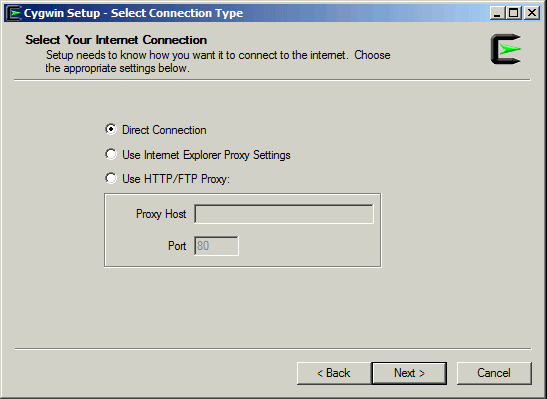 Cygwin Setup - Select Connection Type
Select Your Internet Connection
Setup needs to know how you want it to connect to the internet. Choose
the appropriate settings below.
Direct Connection
Use Internet Explorer Proxy Settings
Use HTTP/FTP Proxy:
Proxy Host
Port 80
< Back Next > Cancel